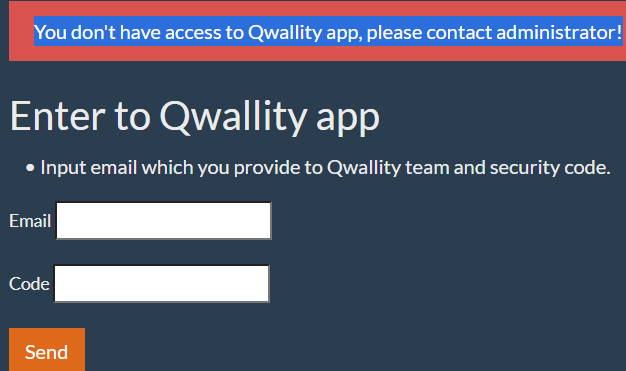 You don't have access to Qwallity app, please contact administrator!
Enter to Qwallity app
• Input email which you provide to Qwallity team and security code.
Email
Code
Send